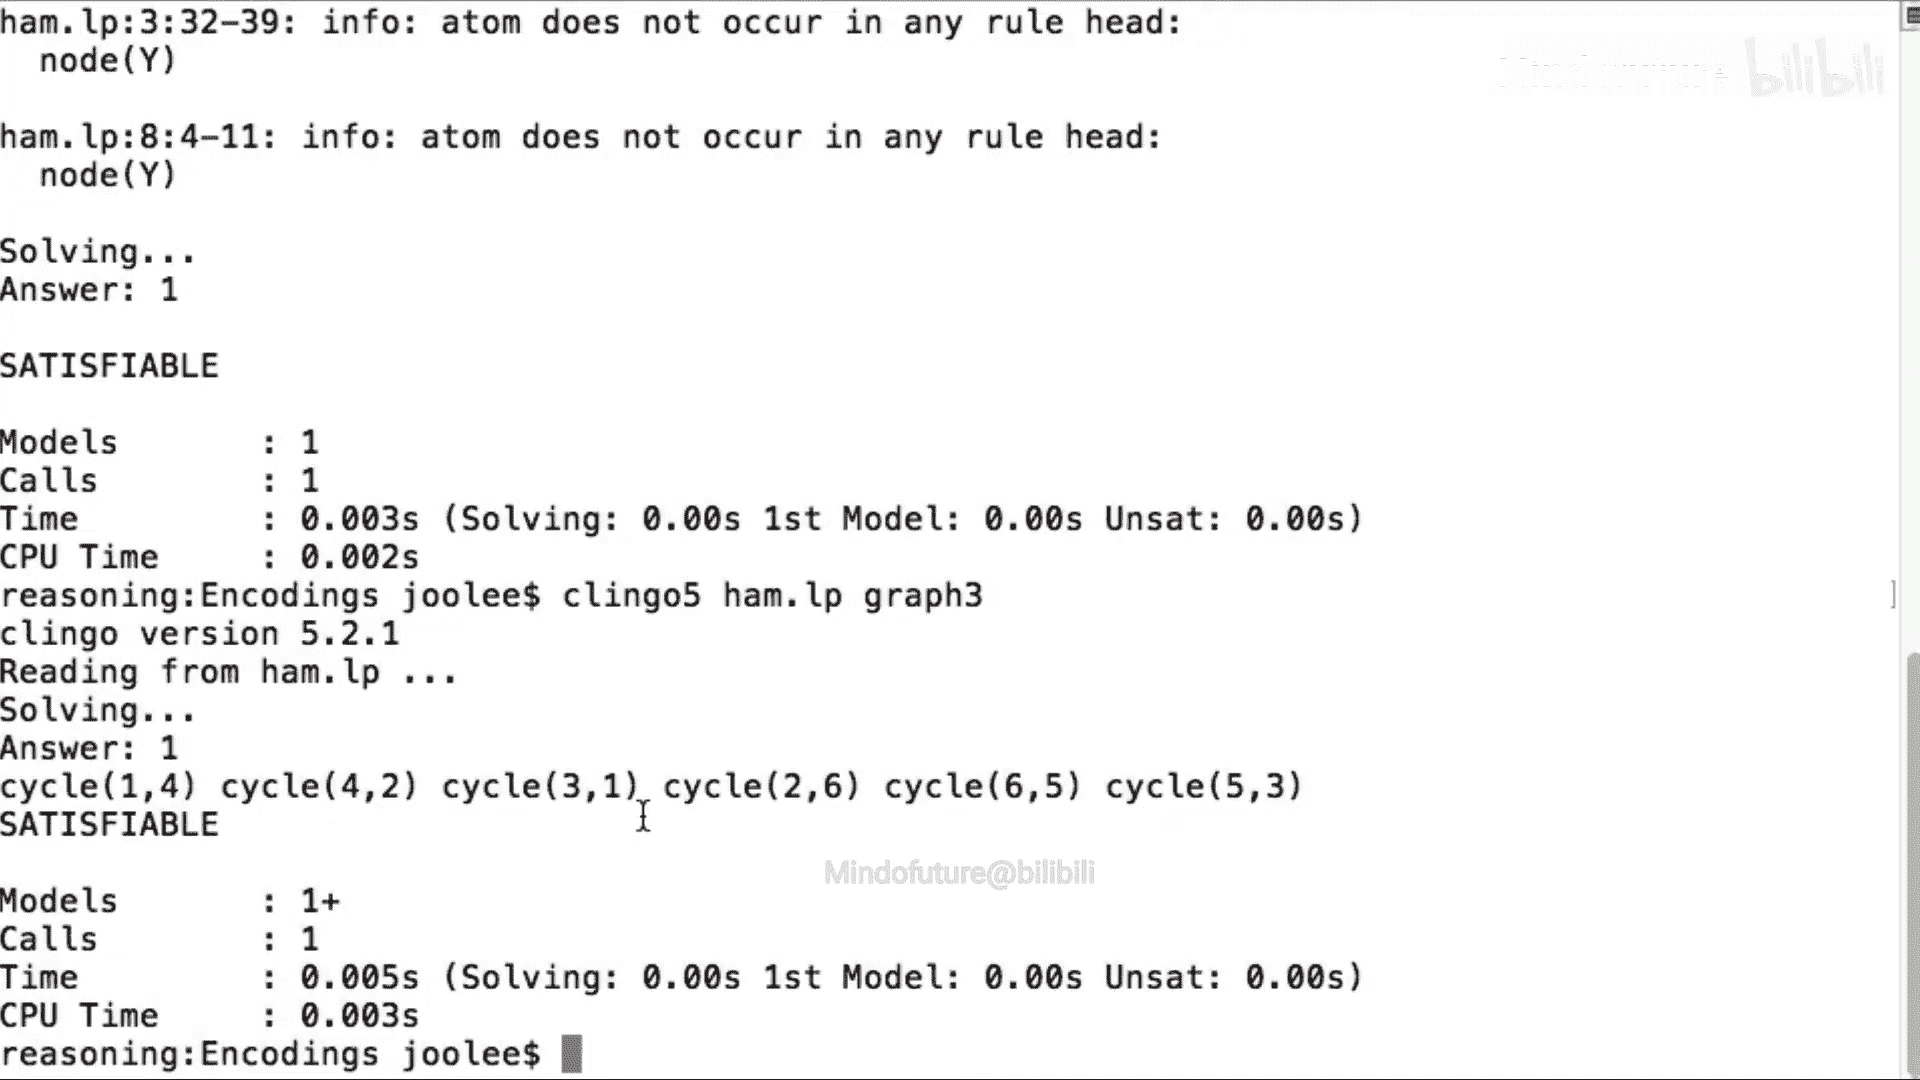 ham.lp:3:32-39: info: atom does not occur in any rule head:
  node(Y)
bilibili
ham.lp:8:4-11: info: atom does not occur in any rule head:
  node(Y)
Solving...
Answer: 1
SATISFIABLE
Models       : 1
Calls        : 1
Time         : 0.003s (Solving: 0.00s 1st Model: 0.00s Unsat: 0.00s)
CPU Time     : 0.002s
reasoning:Encodings joolee$ clingo5 ham.lp graph3
clingo version 5.2.1
Reading from ham.lp ...
Solving...
Answer: 1
cycle(1,4) cycle(4,2) cycle(3,1) cycle(2,6) cycle(6,5) cycle(5,3)
SATISFIABLE
Mindofuture@bilibili
Models       : 1+
Calls        : 1
Time         : 0.005s (Solving: 0.00s 1st Model: 0.00s Unsat: 0.00s)
CPU Time     : 0.003s
reasoning:Encodings joolee$